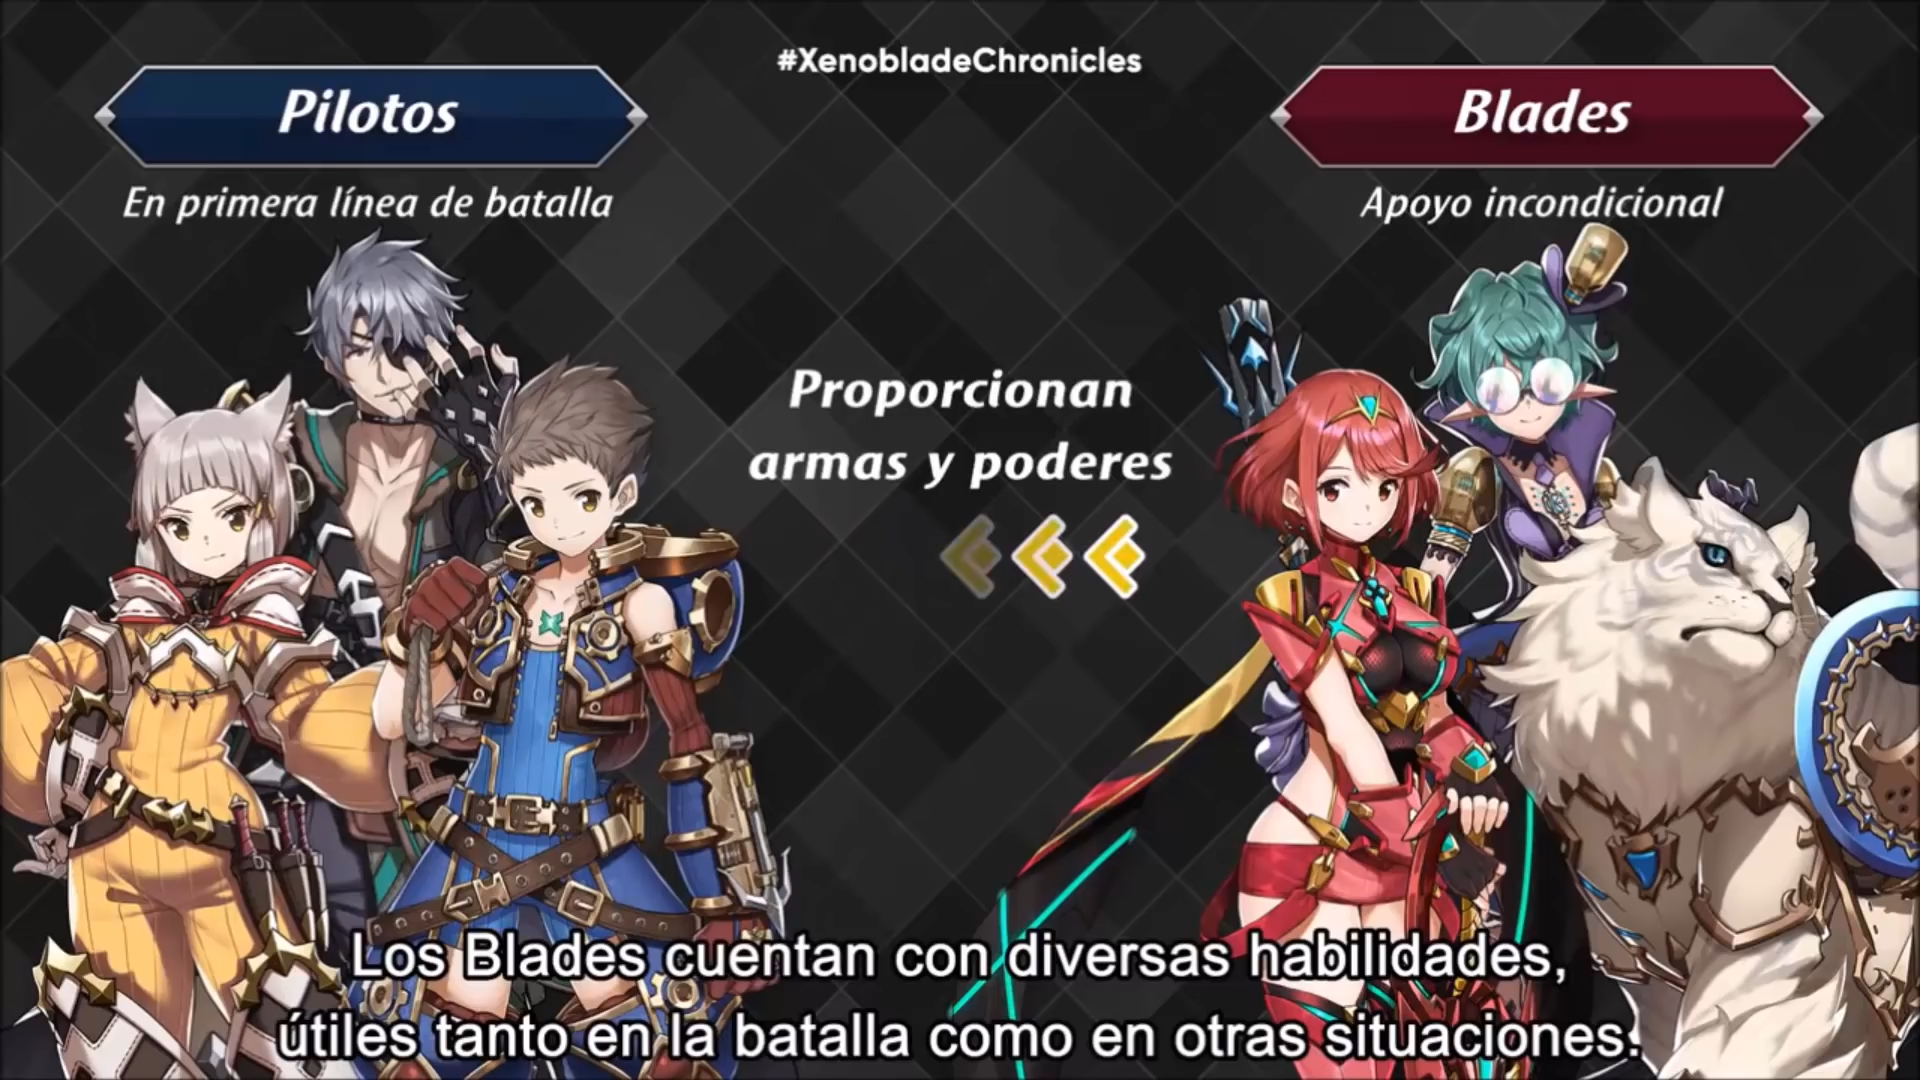 #XenobladeChronicles
Pilotos
En primera línea de batalla
Blades
Apoyo incondicional
Proporcionan
armas y poderes
Los Blades cuentan con diversas habilidades,
útiles tanto en la batalla como en otras situaciones.